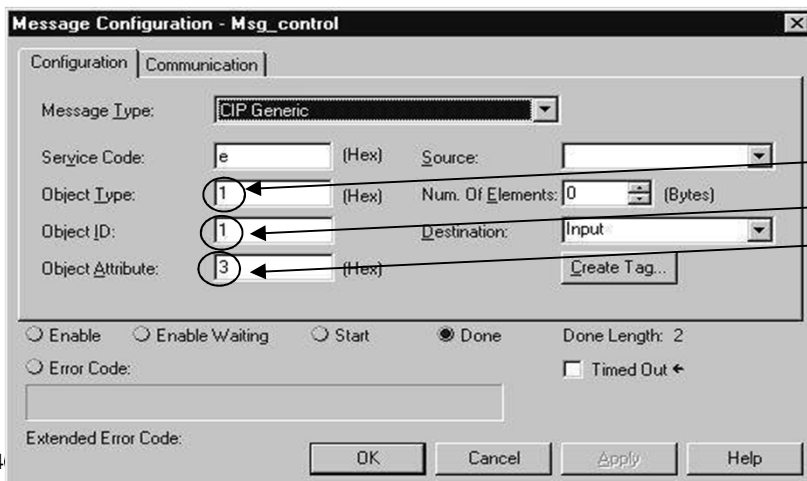 Message Configuration - Msg_control
Configuration Communication
Message Type: CIP Generic
Service Code: e (Hex) Source:
Object Type: 1 (Hex) Num. Of Elements: 0 (Bytes)
Object ID: 1 Destination: Input
Object Attribute: 3 (Hex) Create Tag...
Enable Enable Waiting Start Done Done Length: 2
Error Code: Timed Out ←
Extended Error Code:
OK Cancel Apply Help